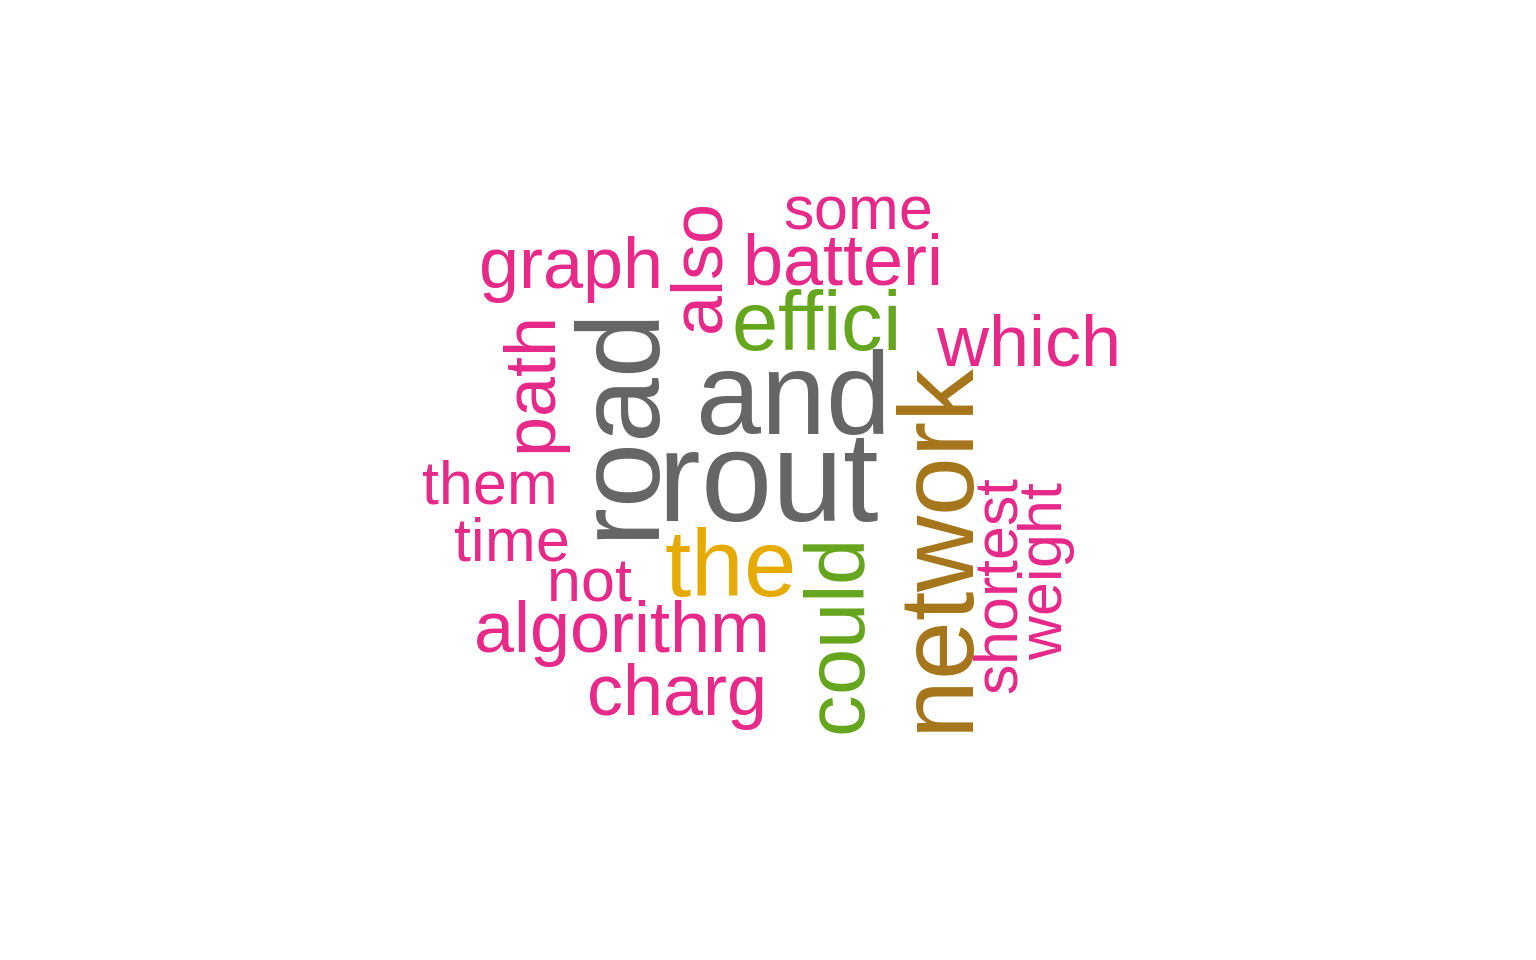 some
also
graph
batteri
effici
which
path
road
and
network
rout
them
shortest
weight
time
the
could
not
algorithm
charg